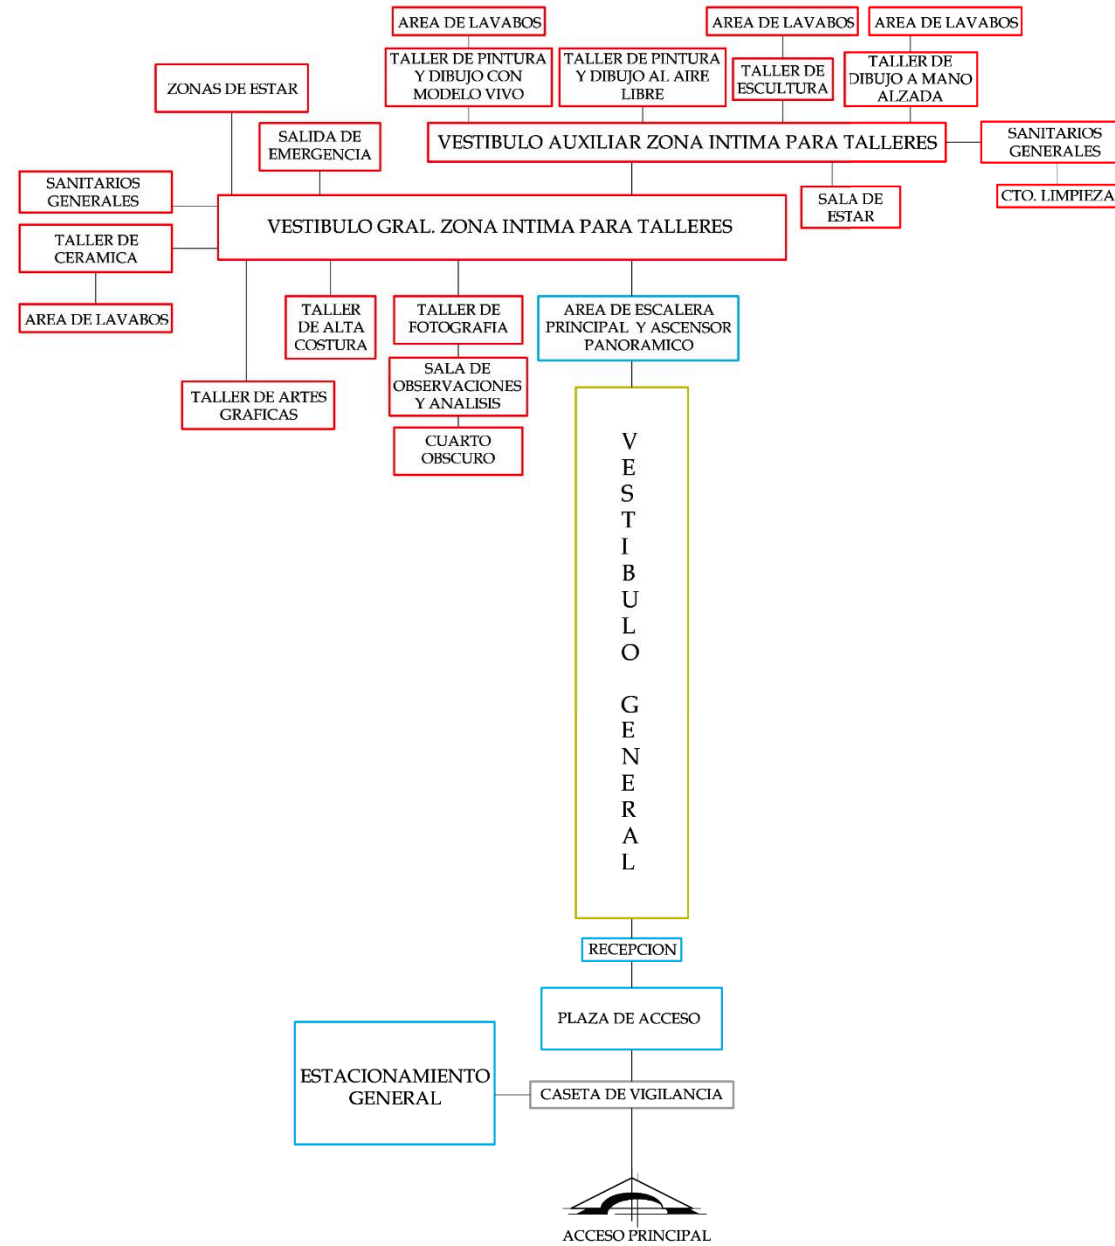 AREA DE LAVABOS
AREA DE LAVABOS
AREA DE LAVABOS
TALLER DE PINTURA
Y DIBUJO CON
MODELO VIVO
TALLER DE PINTURA
Y DIBUJO AL AIRE
LIBRE
TALLER DE
ESCULTURA
TALLER DE
DIBUJO A MANO
ALZADA
ZONAS DE ESTAR
SALIDA DE
EMERGENCIA
VESTIBULO AUXILIAR ZONA INTIMA PARA TALLERES
SANITARIOS
GENERALES
SANITARIOS
GENERALES
SALA DE
ESTAR
CTO. LIMPIEZA
VESTIBULO GRAL. ZONA INTIMA PARA TALLERES
TALLER DE
CERAMICA
AREA DE LAVABOS
TALLER
DE ALTA
COSTURA
TALLER DE
FOTOGRAFIA
AREA DE ESCALERA
PRINCIPAL Y ASCENSOR
PANORAMICO
TALLER DE ARTES
GRAFICAS
SALA DE
OBSERVACIONES
Y ANALISIS
CUARTO
OBSCURO
VESTIBULO GENERAL
RECEPCION
PLAZA DE ACCESO
ESTACIONAMIENTO
GENERAL
CASETA DE VIGILANCIA
ACCESO PRINCIPAL